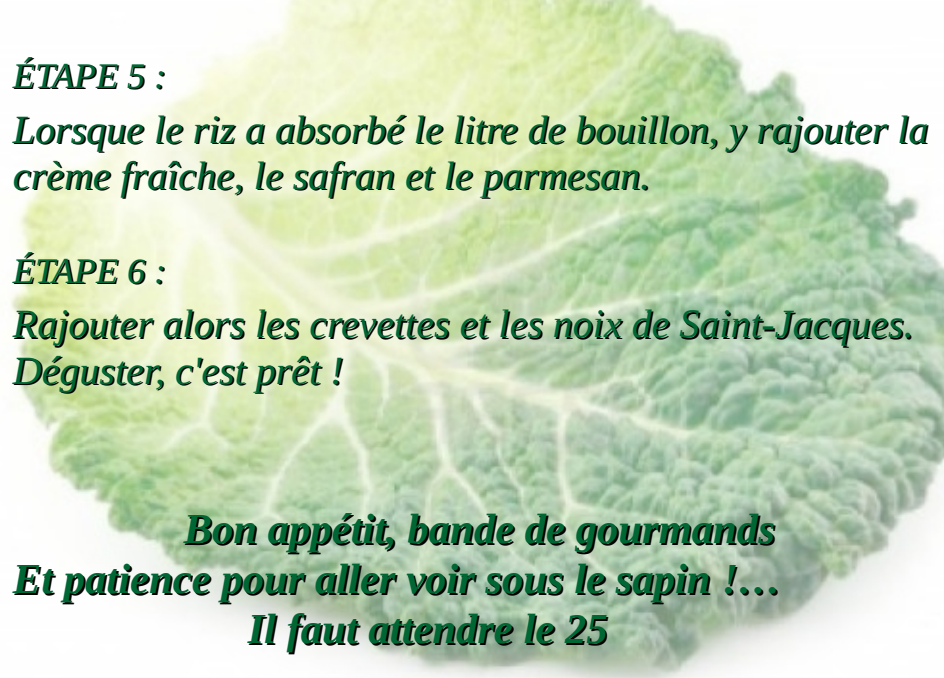 ÉTAPE 5 :
Lorsque le riz a absorbé le litre de bouillon, y rajouter la
crème fraîche, le safran et le parmesan.
ÉTAPE 6 :
Rajouter alors les crevettes et les noix de Saint-Jacques.
Déguster, c'est prêt !
Bon appétit, bande de gourmands
Et patience pour aller voir sous le sapin !…
Il faut attendre le 25